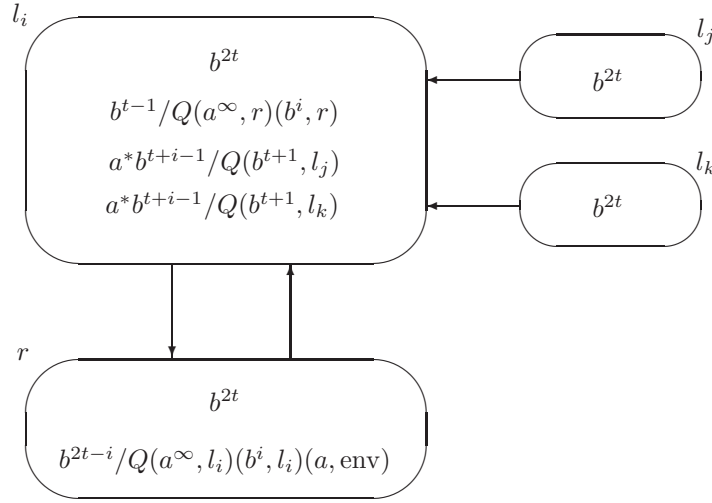 l_i
b^{2t}
b^{t−1}/Q(a^∞, r)(b^i, r)
a^*b^{t+i−1}/Q(b^{t+1}, l_j)
a^*b^{t+i−1}/Q(b^{t+1}, l_k)
l_j
b^{2t}
l_k
b^{2t}
r
b^{2t}
b^{2t−i}/Q(a^∞, l_i)(b^i, l_i)(a, env)